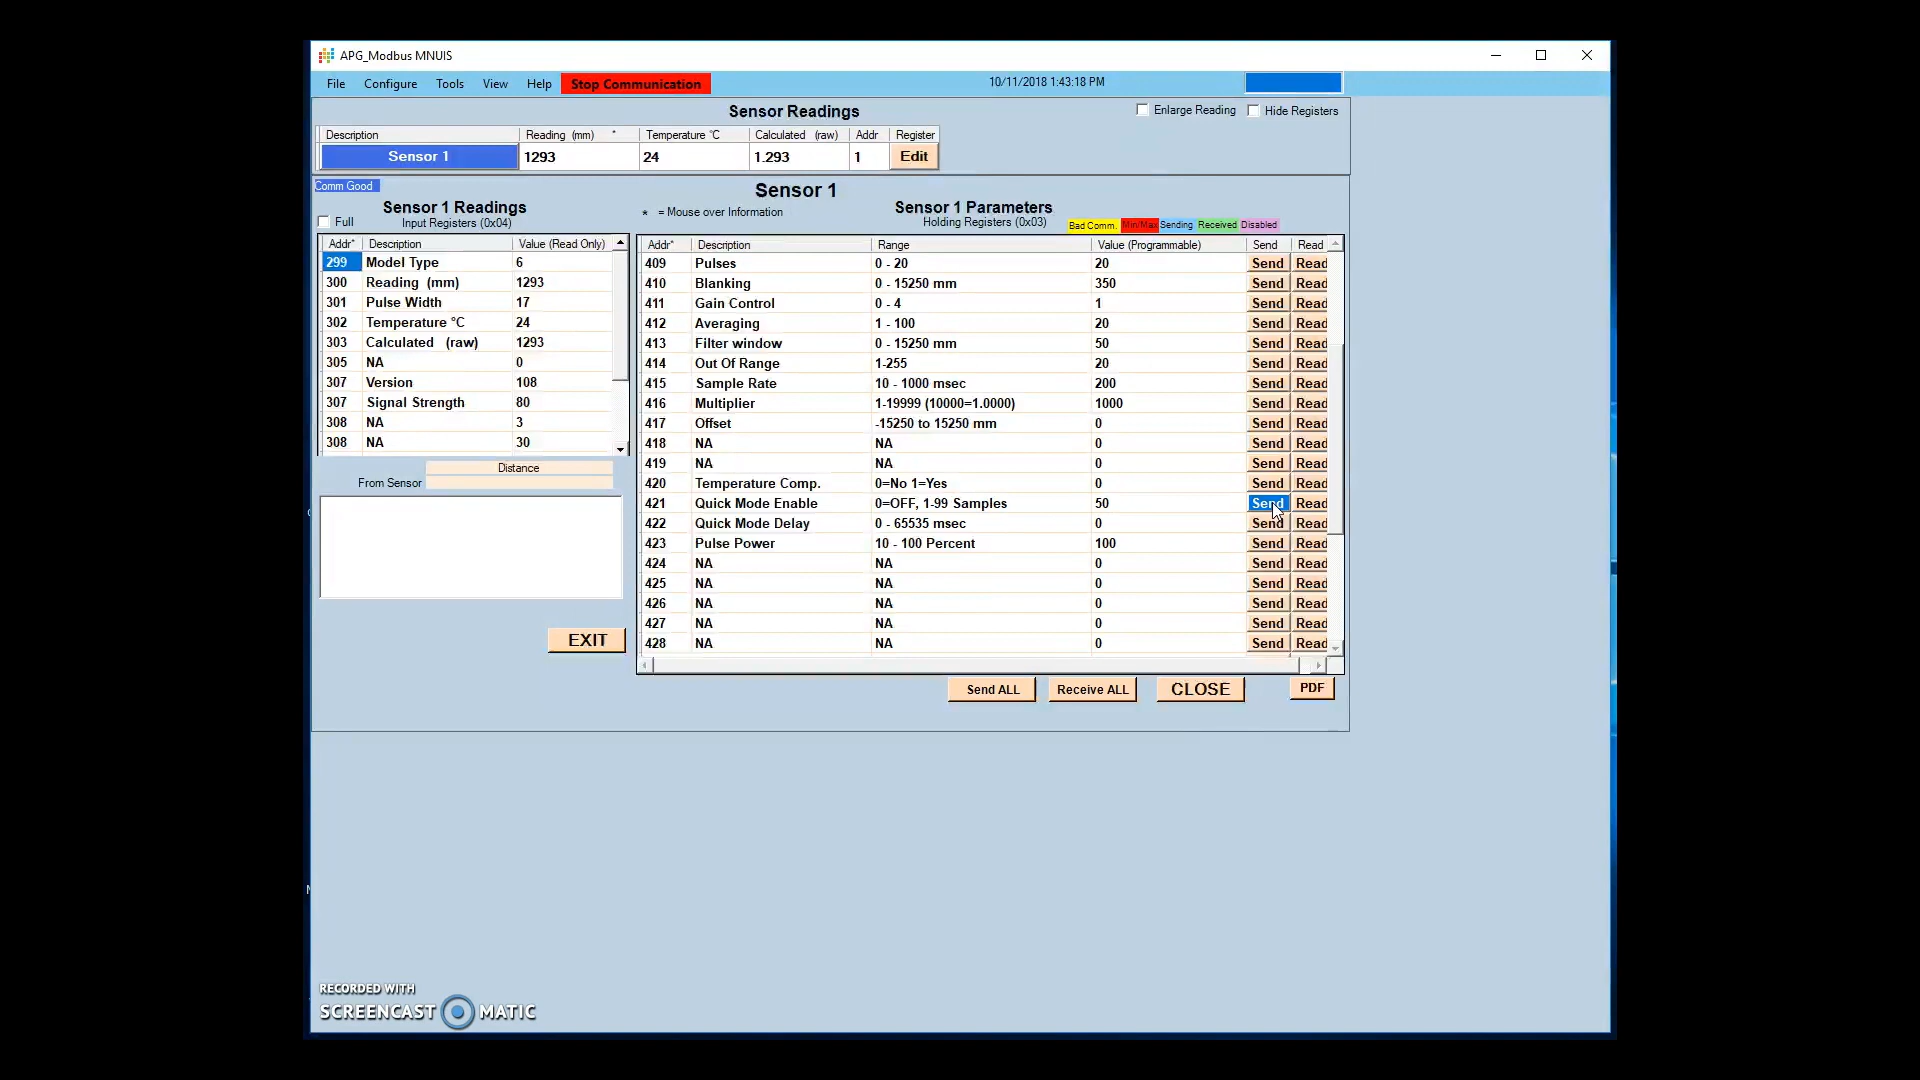 APG_Modbus MNUIS
File Configure Tools View Help Stop Communication 10/11/2018 1:43:18 PM
Sensor Readings
Enlarge Reading Hide Registers
Description Reading (mm) * Temperature °C Calculated (raw) Addr Register
Sensor 1 1293 24 1.293 1 Edit
Comm Good
Sensor 1
Sensor 1 Readings
Full Input Registers (0x04)
* = Mouse over Information
Sensor 1 Parameters
Holding Registers (0x03)
Bad Comm. Min/Max Sending Received Disabled
Addr* Description Value (Read Only)
299 Model Type 6
300 Reading (mm) 1293
301 Pulse Width 17
302 Temperature °C 24
303 Calculated (raw) 1293
305 NA 0
307 Version 108
307 Signal Strength 80
308 NA 3
308 NA 30
Distance
From Sensor
EXIT
Addr* Description Range Value (Programmable) Send Read
409 Pulses 0 - 20 20 Send Read
410 Blanking 0 - 15250 mm 350 Send Read
411 Gain Control 0 - 4 1 Send Read
412 Averaging 1 - 100 20 Send Read
413 Filter window 0 - 15250 mm 50 Send Read
414 Out Of Range 1-255 20 Send Read
415 Sample Rate 10 - 1000 msec 200 Send Read
416 Multiplier 1-19999 (10000=1.0000) 1000 Send Read
417 Offset -15250 to 15250 mm 0 Send Read
418 NA NA 0 Send Read
419 NA NA 0 Send Read
420 Temperature Comp. 0=No 1=Yes 0 Send Read
421 Quick Mode Enable 0=OFF, 1-99 Samples 50 Send Read
422 Quick Mode Delay 0 - 65535 msec 0 Send Read
423 Pulse Power 10 - 100 Percent 100 Send Read
424 NA NA 0 Send Read
425 NA NA 0 Send Read
426 NA NA 0 Send Read
427 NA NA 0 Send Read
428 NA NA 0 Send Read
Send ALL Receive ALL CLOSE PDF
RECORDED WITH
SCREENCAST MATIC